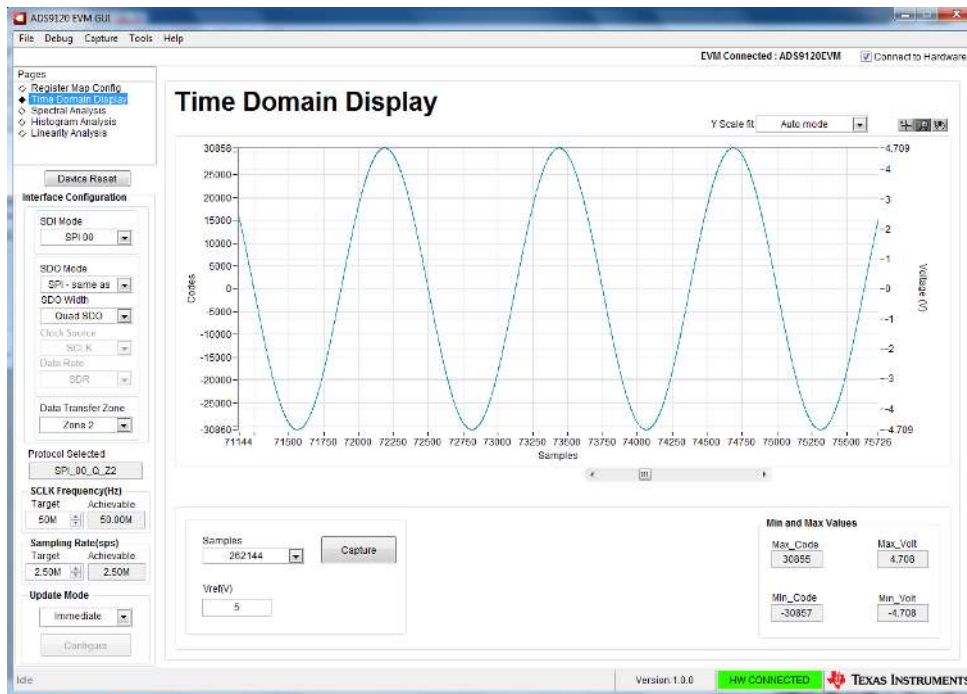 ADS9120 EVM GUI
File Debug Capture Tools Help
EVM Connected : ADS9120EVM
Connect to Hardware
Pages
Register Map Config
Time Domain Display
Spectral Analysis
Histogram Analysis
Linearity Analysis
Device Reset
Interface Configuration
SDI Mode
SPI 00
SDO Mode
SPI - same as
SDO Width
Quad SDO
Clock Source
SCLK
Data Rate
SDR
Data Transfer Zone
Zone 2
Protocol Selected
SPI_00_Q_Z2
SCLK Frequency(Hz)
Target Achievable
50M 50.00M
Sampling Rate(sps)
Target Achievable
2.50M 2.50M
Update Mode
Immediate
Configure
Time Domain Display
Y Scale fit Auto mode
30858
25000
20000
15000
10000
5000
0
-5000
-10000
-15000
-20000
-25000
-30860
Codes
4.709
4
3
2
1
0
-1
-2
-3
-4
-4.709
Voltage (V)
71144 71500 71750 72000 72250 72500 72750 73000 73250 73500 73750 74000 74250 74500 74750 75000 75250 75500 75726
Samples
Samples
262144
Capture
Vref(V)
5
Min and Max Values
Max_Code Max_Volt
30855 4.708
Min_Code Min_Volt
-30857 -4.708
Idle
Version 1.0.0
HW CONNECTED
TEXAS INSTRUMENTS